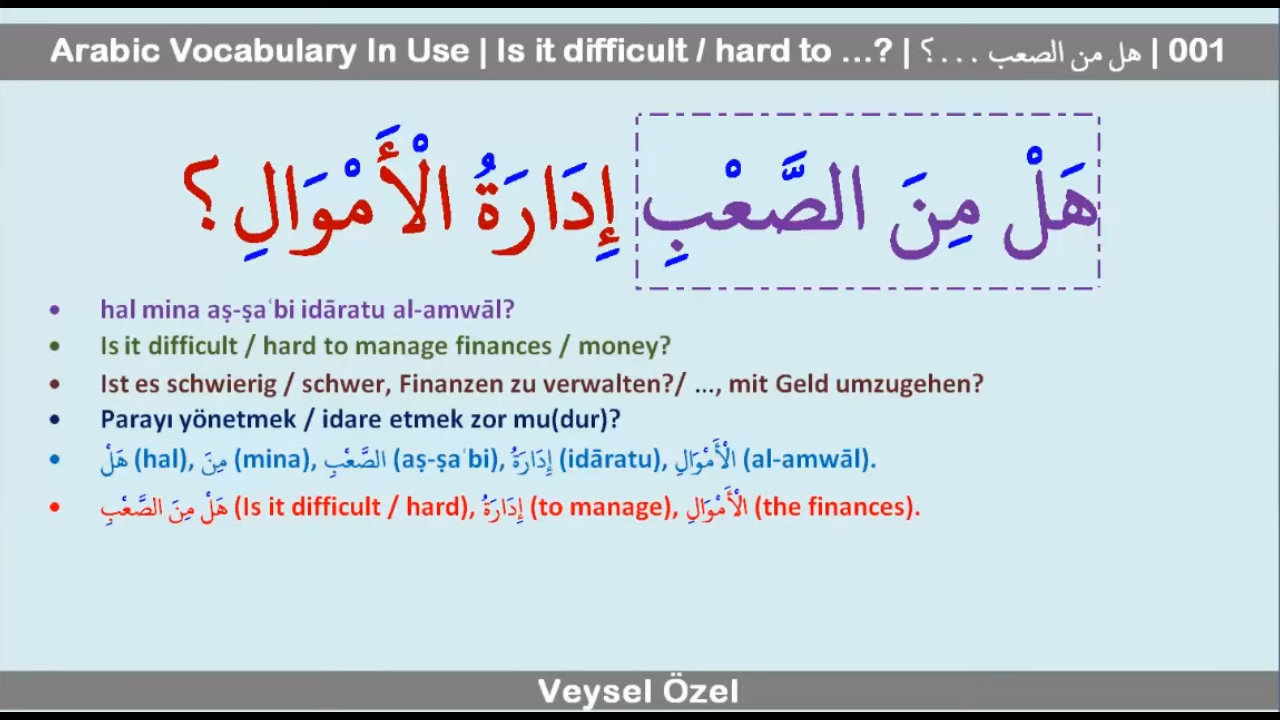 Arabic Vocabulary In Use | Is it difficult / hard to ...? | هل من الصعب ...؟ | 001
هَلْ مِنَ الصَّعْبِ إِدَارَةُ الْأَمْوَالِ؟
• hal mina aṣ-ṣaʿbi idāratu al-amwāl?
• Is it difficult / hard to manage finances / money?
• Ist es schwierig / schwer, Finanzen zu verwalten?/ ..., mit Geld umzugehen?
• Parayı yönetmek / idare etmek zor mu(dur)?
• هَلْ (hal), مِنَ (mina), الصَّعْبِ (aṣ-ṣaʿbi), إِدَارَةُ (idāratu), الْأَمْوَالِ (al-amwāl).
• هَلْ مِنَ الصَّعْبِ (Is it difficult / hard), إِدَارَةُ (to manage), الْأَمْوَالِ (the finances).
Veysel Özel